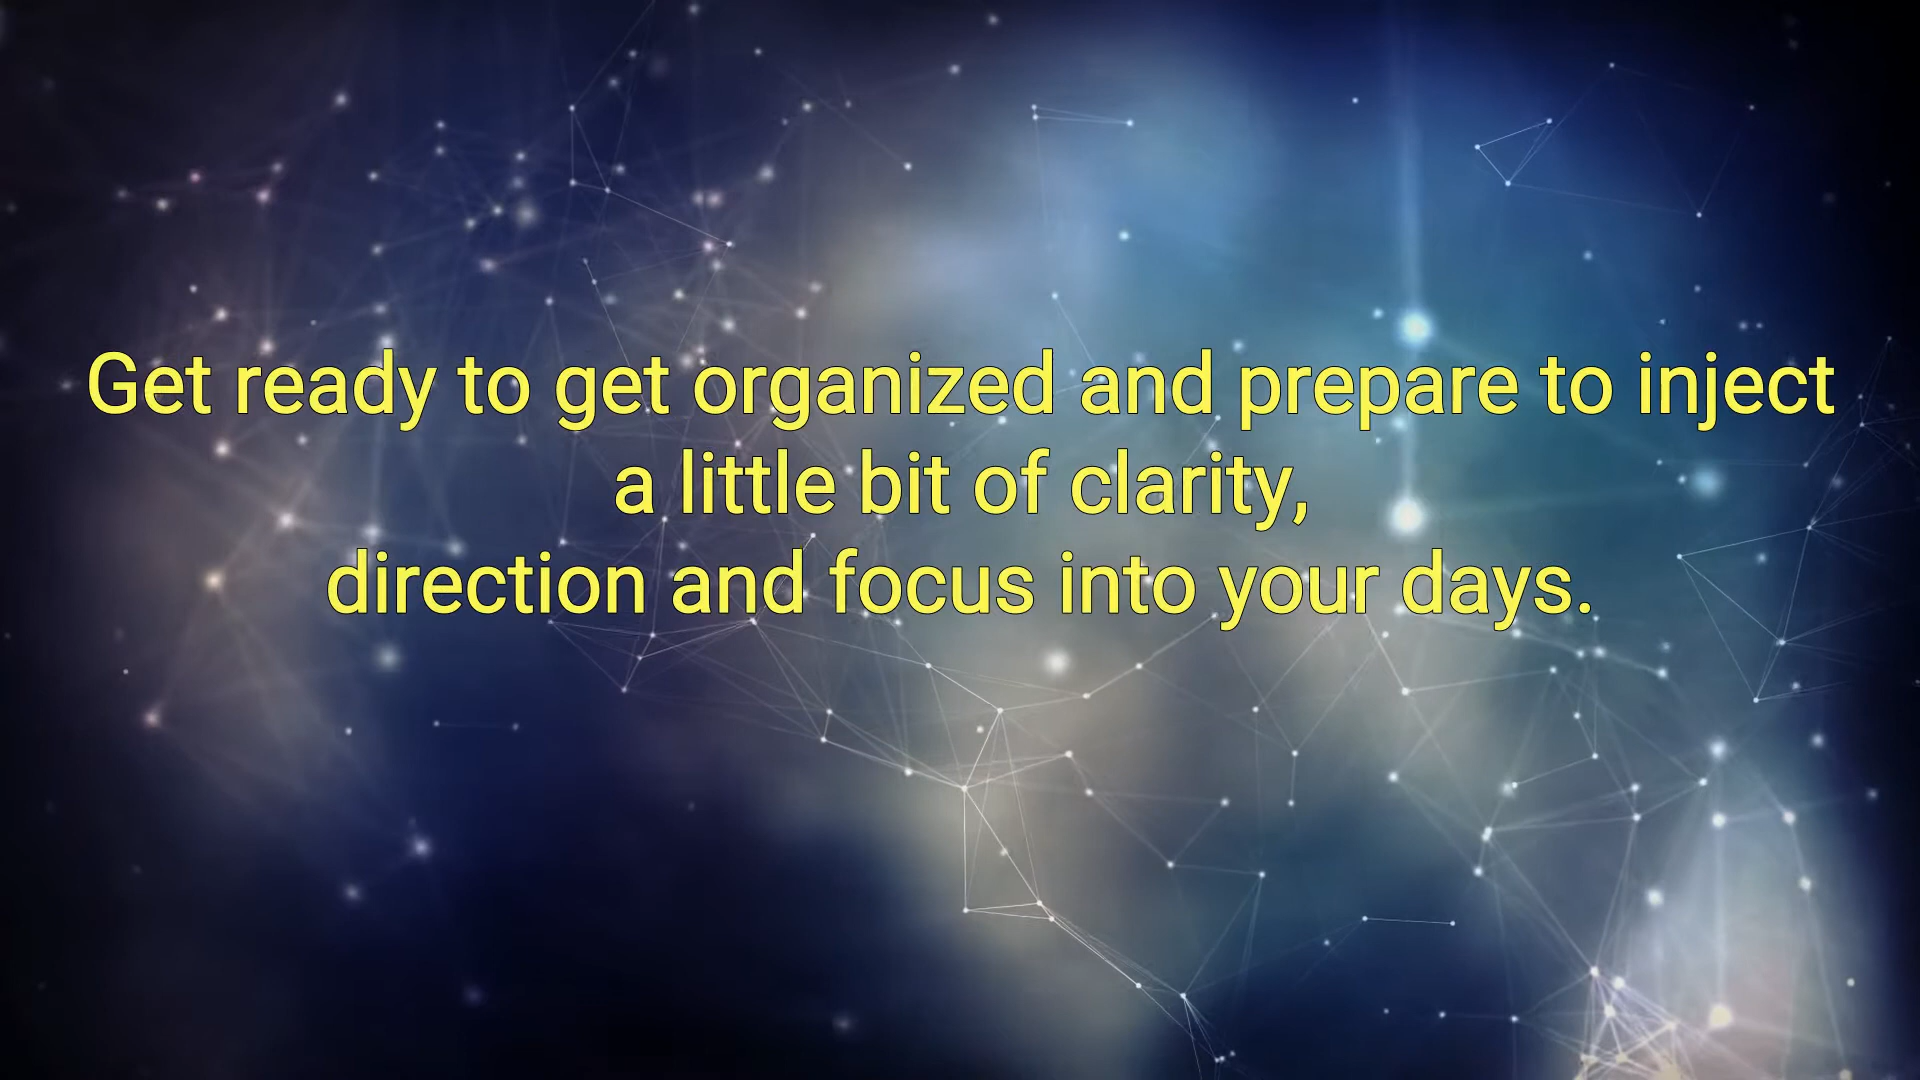 Get ready to get organized and prepare to inject
a little bit of clarity,
direction and focus into your days.